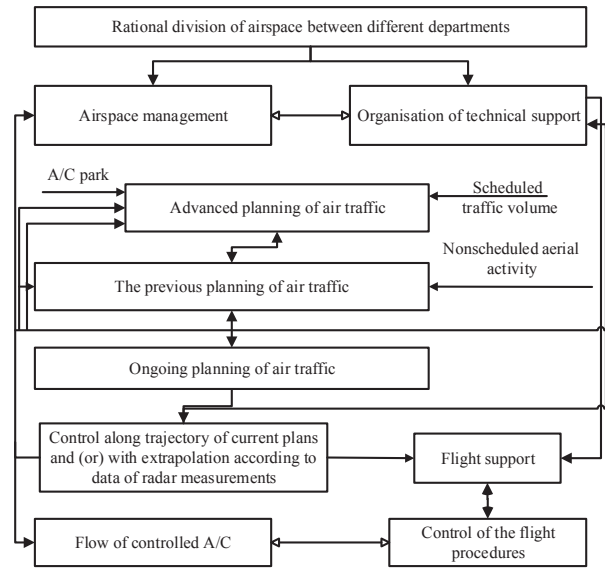 Rational division of airspace between different departments
Airspace management
Organisation of technical support
A/C park
Advanced planning of air traffic
Scheduled
traffic volume
Nonscheduled aerial
activity
The previous planning of air traffic
Ongoing planning of air traffic
Control along trajectory of current plans
and (or) with extrapolation according to
data of radar measurements
Flight support
Flow of controlled A/C
Control of the flight
procedures